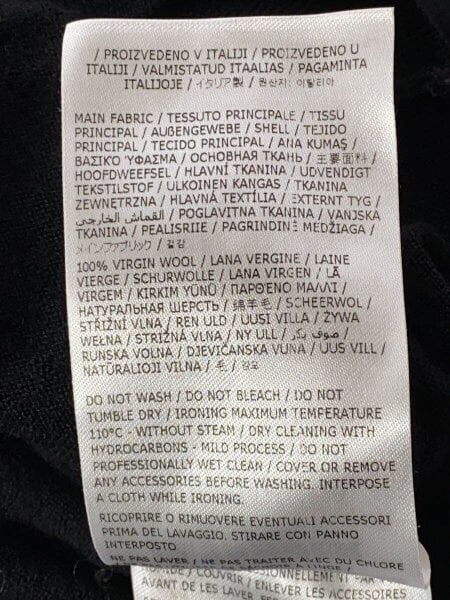 / PROIZVEDENO V ITALIJI / PROIZVEDENO U
ITALIJI / VALMISTATUD ITAALIAS / PAGAMINTA
ITALIJOJE / イタリア製 / 원산지: 이탈리아
MAIN FABRIC / TESSUTO PRINCIPALE / TISSU
PRINCIPAL / AUßENGEWEBE / SHELL / TEJIDO
PRINCIPAL / TECIDO PRINCIPAL / ANA KUMAŞ /
ΒΑΣΙΚΟ ΎΦΑΣΜΑ / ОСНОВНАЯ ТКАНЬ / 主要面料 /
HOOFDWEEFSEL / HLAVNÍ TKANINA / UDVENDIGT
TEKSTILSTOF / ULKOINEN KANGAS / TKANINA
ZEWNĘTRZNA / HLAVNÁ TEXTÍLIA / EXTERNT TYG /
القماش الخارجي / POGLAVITNA TKANINA / VANJSKA
TKANINA / PEALISRIIE / PAGRINDINĖ MEDŽIAGA /
メインファブリック / 겉감
100% VIRGIN WOOL / LANA VERGINE / LAINE
VIERGE / SCHURWOLLE / LANA VIRGEN / LÃ
VIRGEM / KIRKIM YÜNÜ / ΠΑΡΘΕΝΟ ΜΑΛΛΙ /
НАТУРАЛЬНАЯ ШЕРСТЬ / 绵羊毛 / SCHEERWOL /
STŘIŽNÍ VLNA / REN ULD / UUSI VILLA / ŻYWA
WEŁNA / STRIŽNÁ VLNA / NY ULL / صوف بكر /
RUNSKA VOLNA / DJEVIČANSKA VUNA / UUS VILL /
NATŪRALIOJI VILNA / 毛 / 양모
DO NOT WASH / DO NOT BLEACH / DO NOT
TUMBLE DRY / IRONING MAXIMUM TEMPERATURE
110°C - WITHOUT STEAM / DRY CLEANING WITH
HYDROCARBONS - MILD PROCESS / DO NOT
PROFESSIONALLY WET CLEAN / COVER OR REMOVE
ANY ACCESSORIES BEFORE WASHING. INTERPOSE
A CLOTH WHILE IRONING.
RICOPRIRE O RIMUOVERE EVENTUALI ACCESSORI
PRIMA DEL LAVAGGIO. STIRARE CON PANNO
INTERPOSTO
NE PAS LAVER / NE PAS TRAITER AVEC DU CHLORE
COUVRIR / ENLEVER LES ACCESSOIRES
AVANT DE LES LAVER.